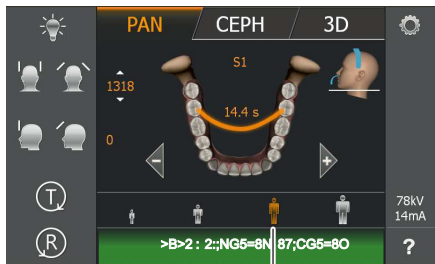 PAN
CEPH
3D
S1
1318
14.4 s
0
T
R
78kV
14mA
>B>2 : 2:;NG5=8N 87;CG5=8O
?